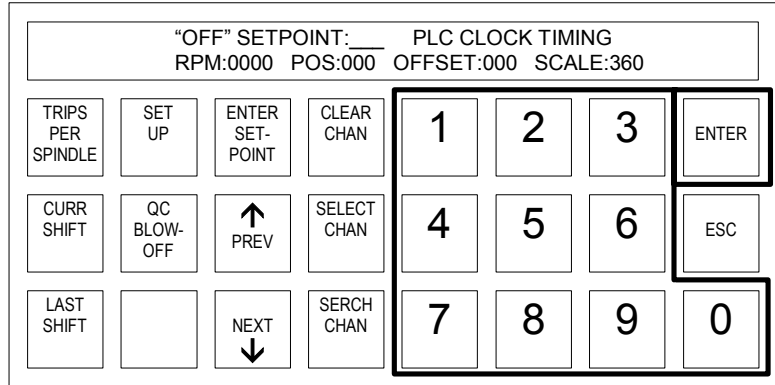 “OFF” SETPOINT:___ PLC CLOCK TIMING
RPM:0000 POS:000 OFFSET:000 SCALE:360
TRIPS
PER
SPINDLE
SET
UP
ENTER
SET-
POINT
CLEAR
CHAN
1
2
3
ENTER
CURR
SHIFT
QC
BLOW-
OFF
↑
PREV
SELECT
CHAN
4
5
6
ESC
LAST
SHIFT
NEXT
↓
SERCH
CHAN
7
8
9
0